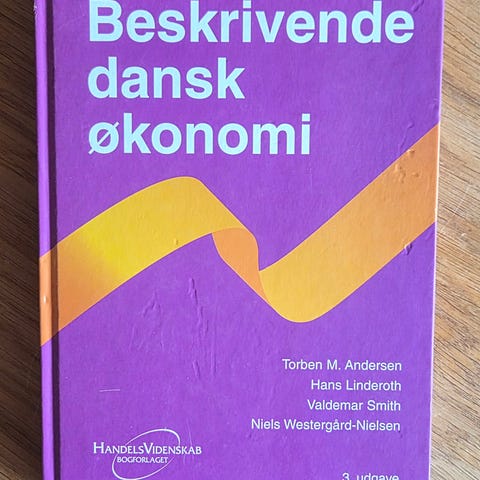 Beskrivende
dansk
økonomi
Torben M. Andersen
Hans Linderoth
Valdemar Smith
Niels Westergård-Nielsen
HANDELSVIDENSKAB
BOGFORLAGET
3. udgave